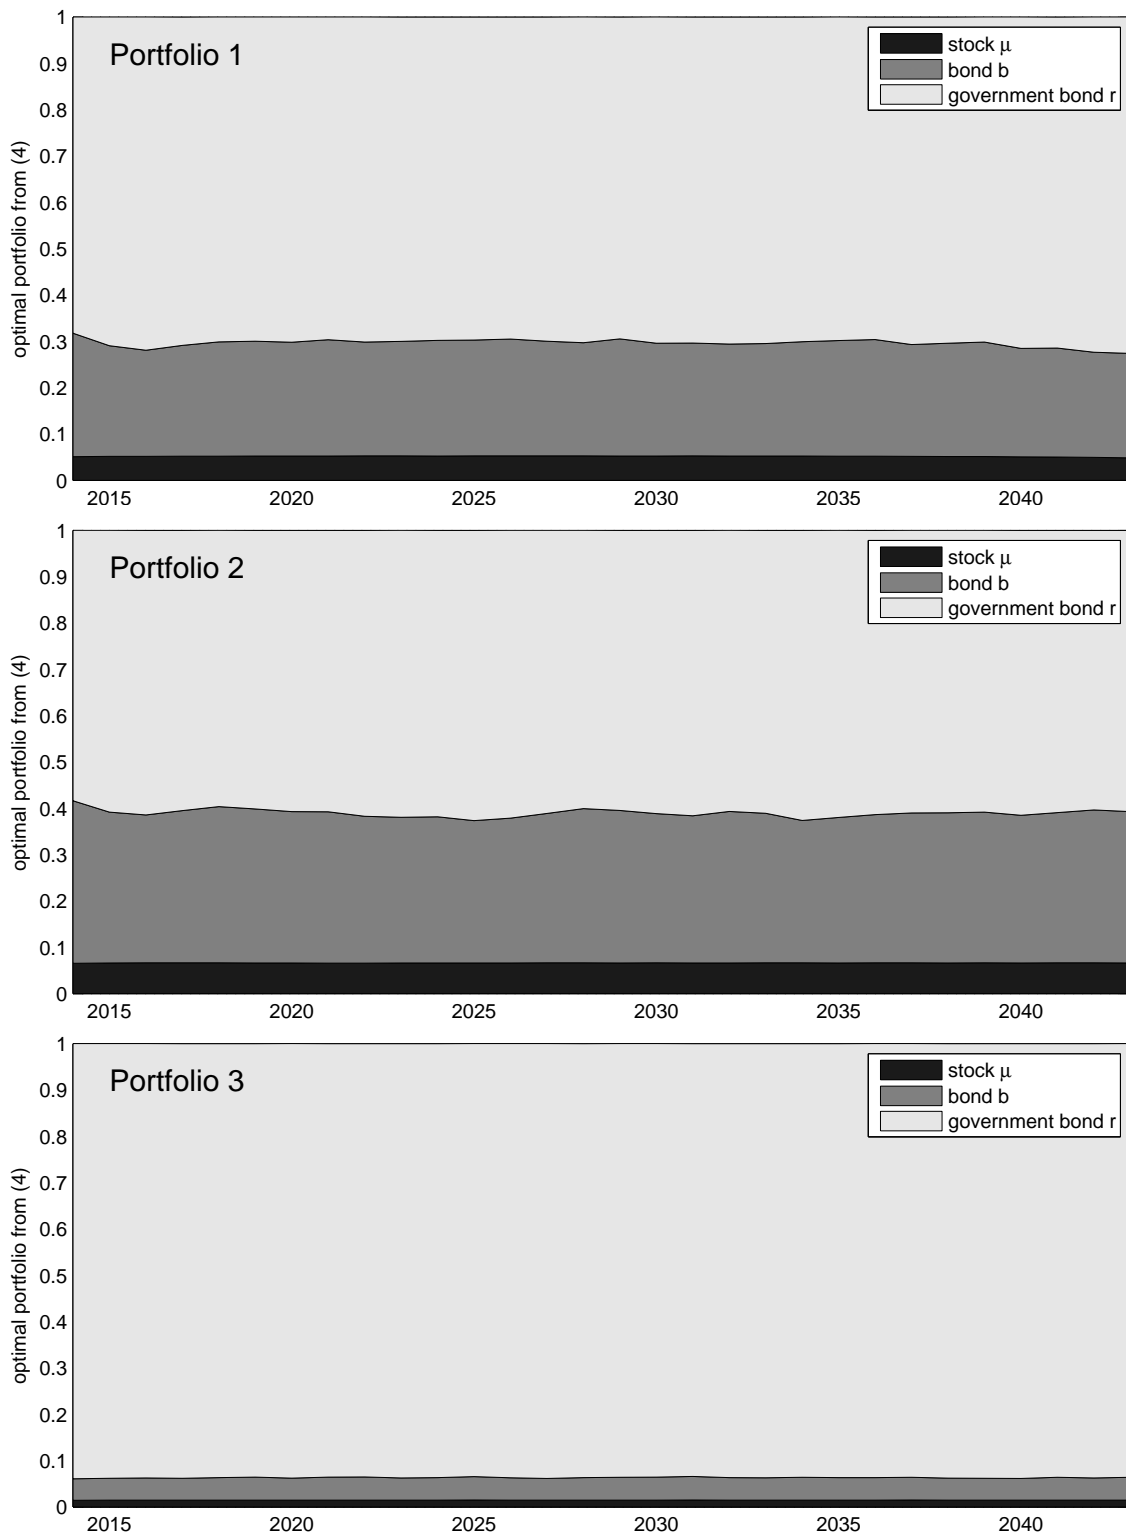 Portfolio 1
stock μ
bond b
government bond r
optimal portfolio from (4)
1
0.9
0.8
0.7
0.6
0.5
0.4
0.3
0.2
0.1
0
2015 2020 2025 2030 2035 2040
Portfolio 2
stock μ
bond b
government bond r
optimal portfolio from (4)
1
0.9
0.8
0.7
0.6
0.5
0.4
0.3
0.2
0.1
0
2015 2020 2025 2030 2035 2040
Portfolio 3
stock μ
bond b
government bond r
optimal portfolio from (4)
1
0.9
0.8
0.7
0.6
0.5
0.4
0.3
0.2
0.1
0
2015 2020 2025 2030 2035 2040